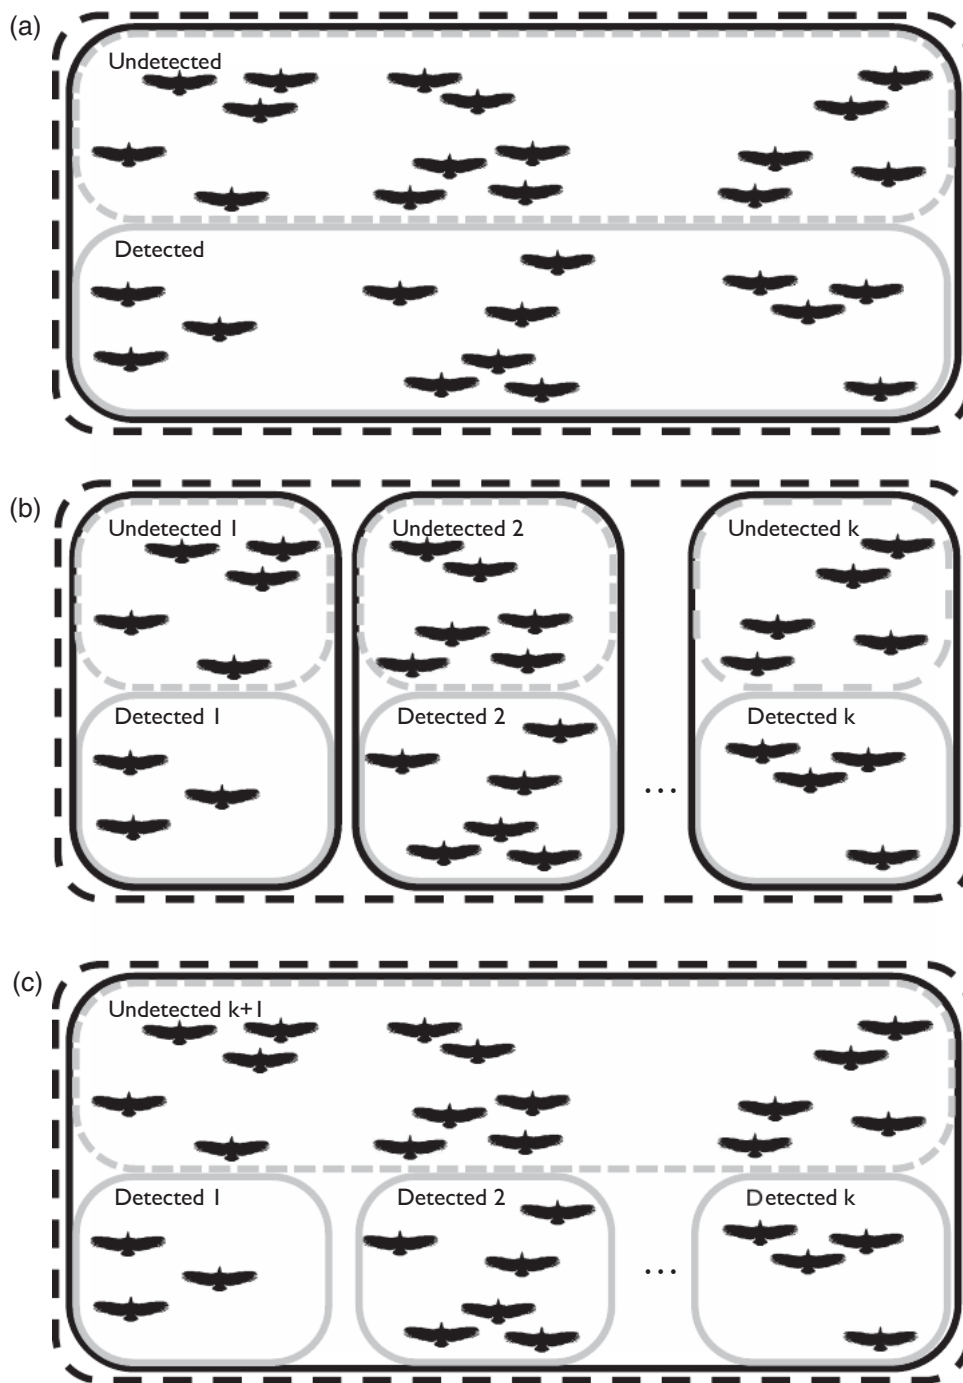 (a)
Undetected
Detected
(b)
Undetected 1
Undetected 2
Undetected k
Detected 1
Detected 2
Detected k
...
(c)
Undetected k+1
Detected 1
Detected 2
Detected k
...